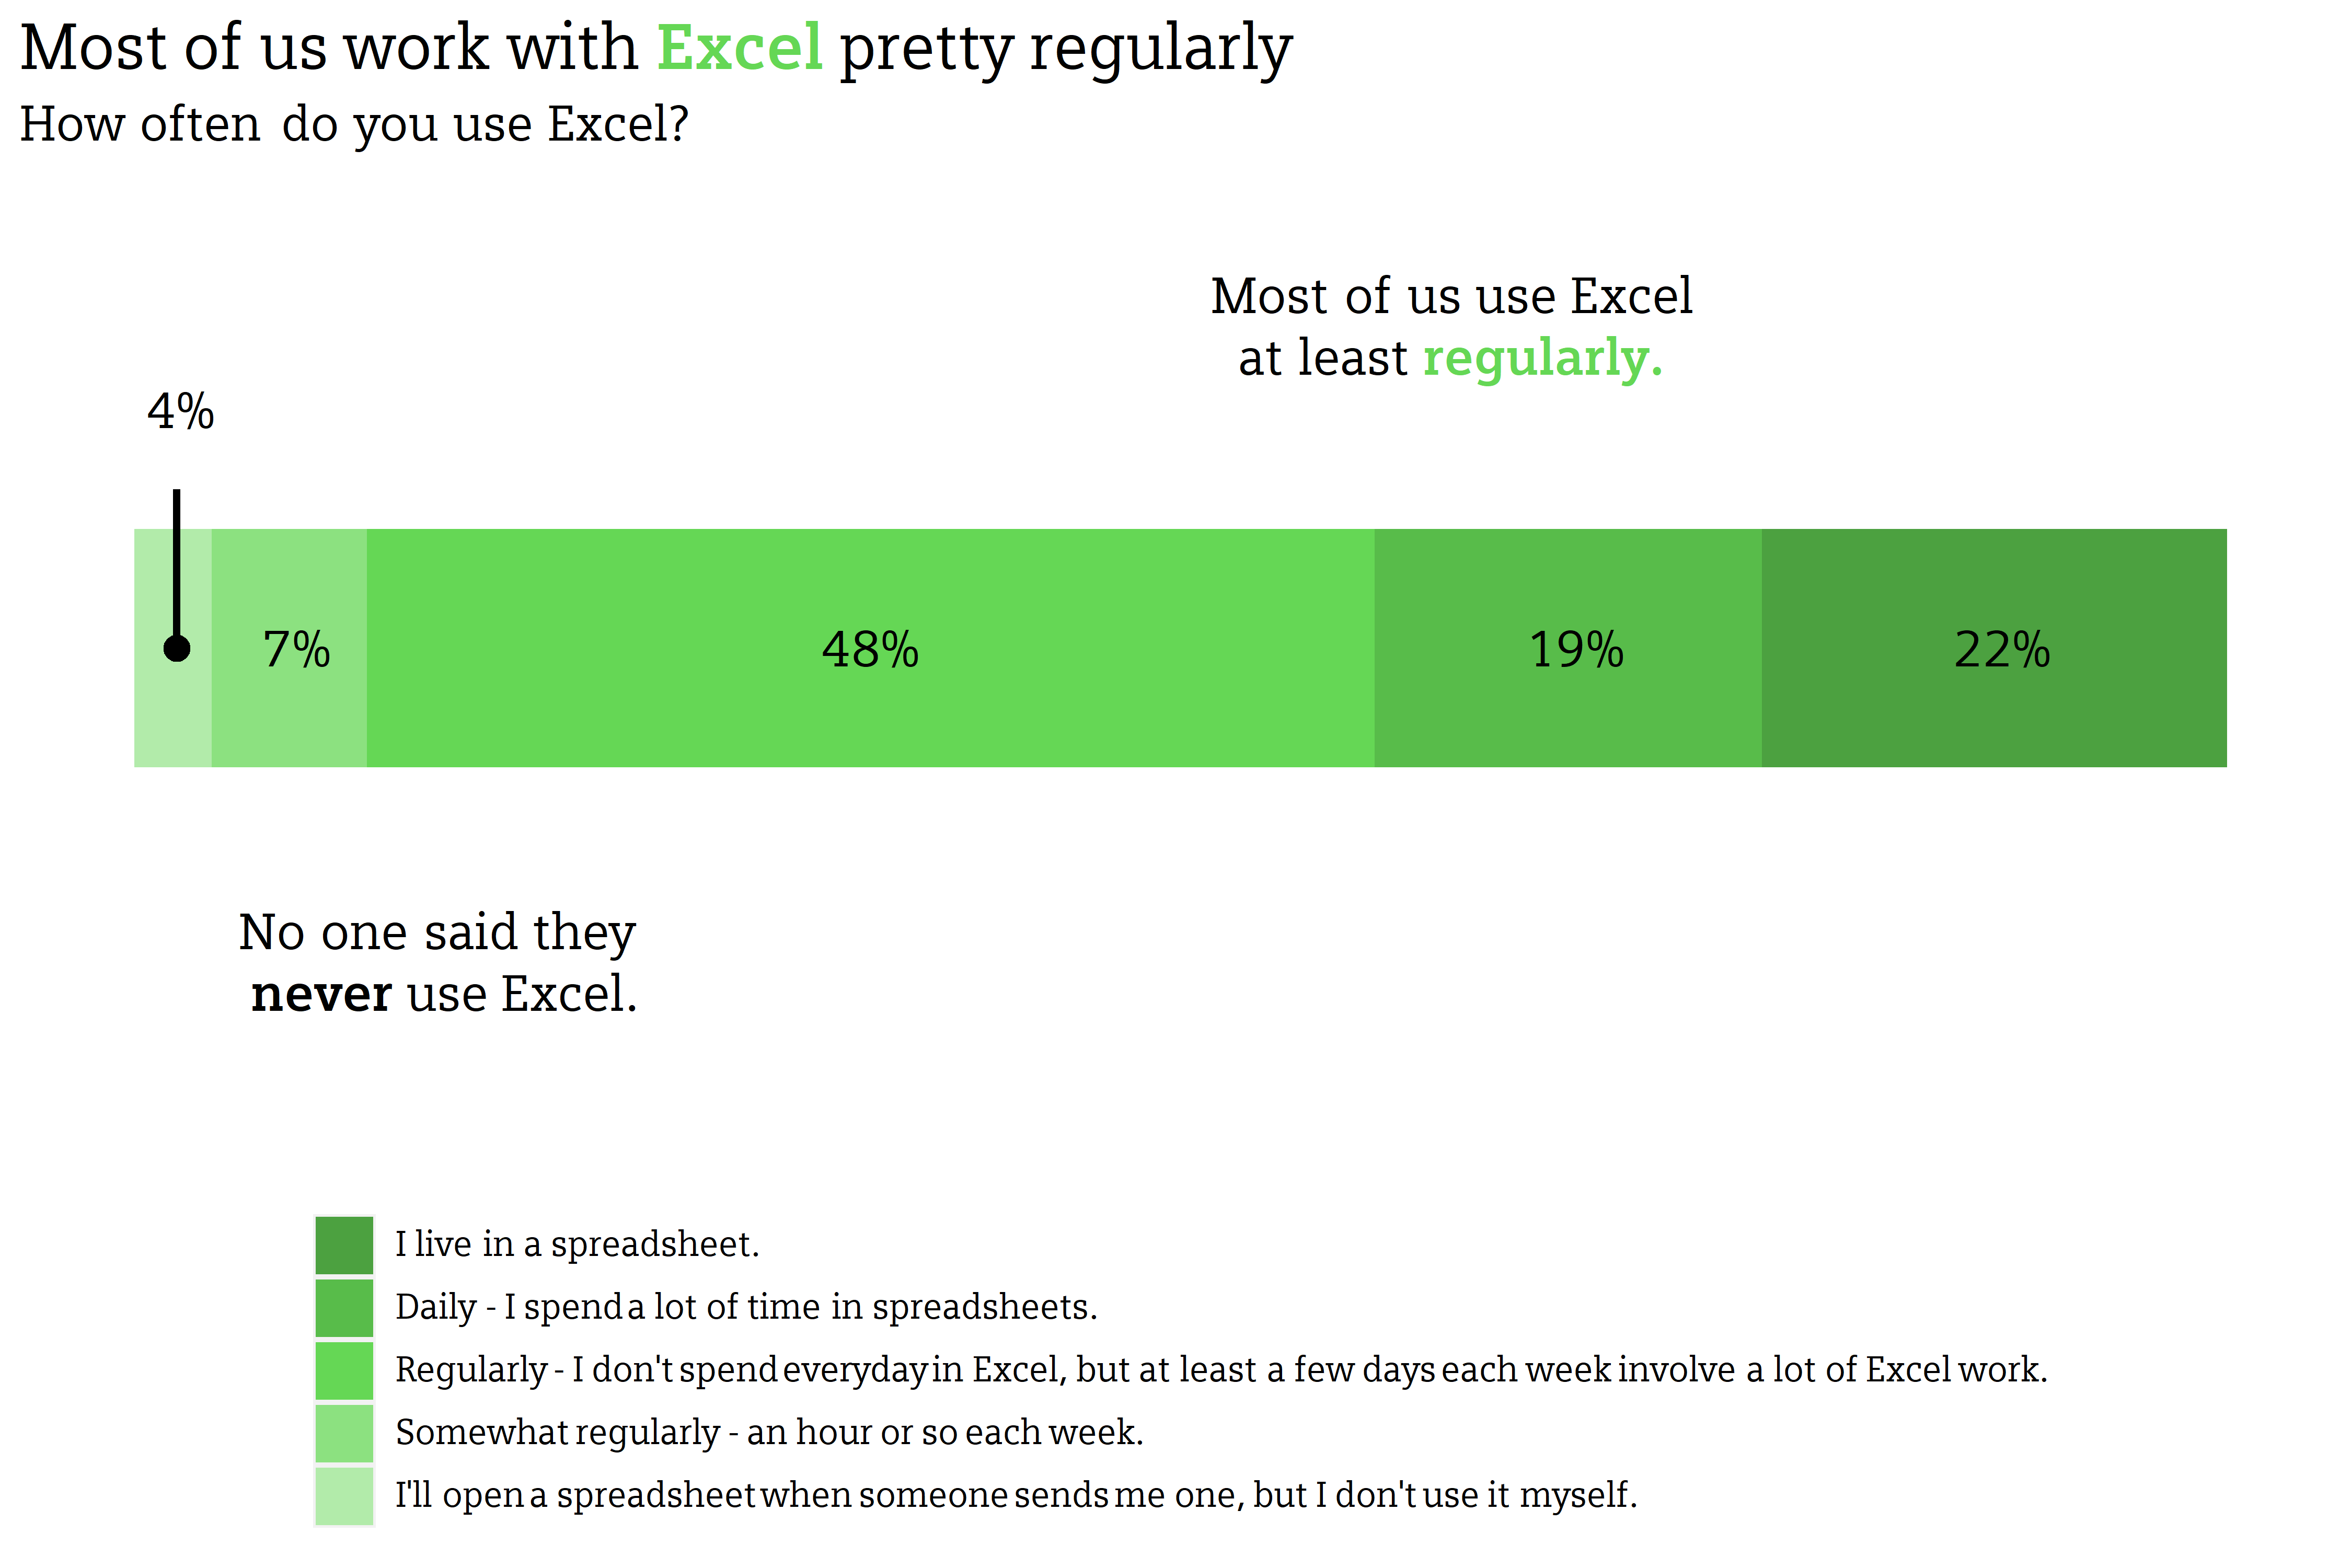 Most of us work with Excel pretty regularly
How often do you use Excel?
Most of us use Excel
at least regularly.
4%
7%
48%
19%
22%
No one said they
never use Excel.
I live in a spreadsheet.
Daily - I spend a lot of time in spreadsheets.
Regularly - I don't spend everyday in Excel, but at least a few days each week involve a lot of Excel work.
Somewhat regularly - an hour or so each week.
I'll open a spreadsheet when someone sends me one, but I don't use it myself.